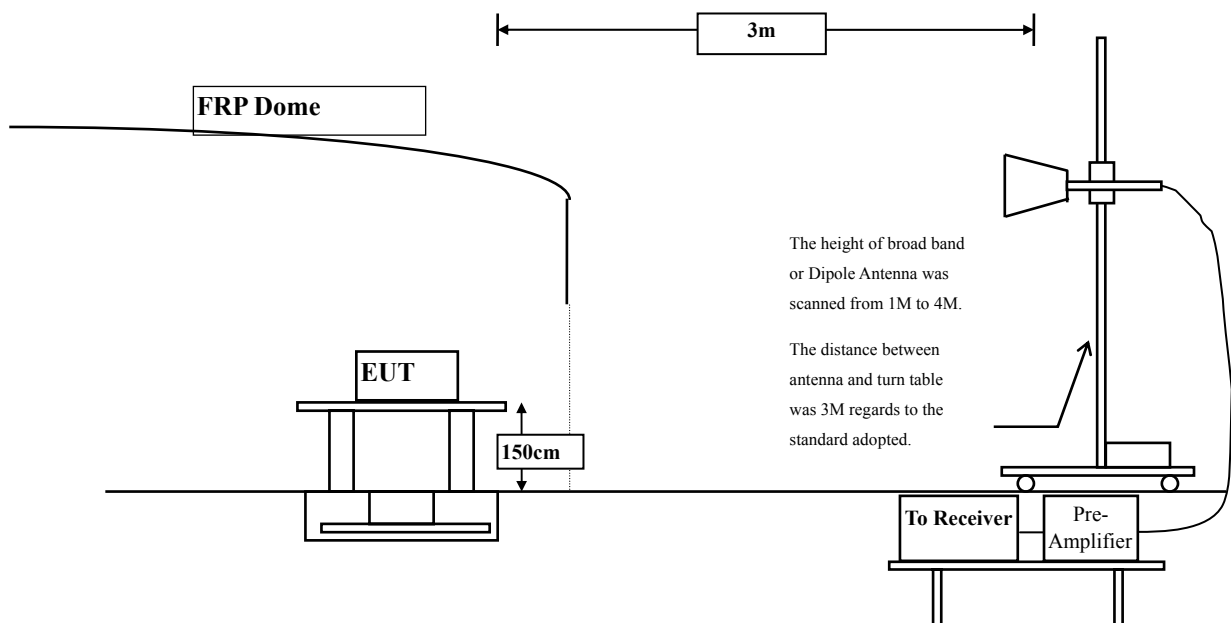 3m
FRP Dome
The height of broad band
or Dipole Antenna was
scanned from 1M to 4M.
The distance between
antenna and turn table
was 3M regards to the
standard adopted.
EUT
150cm
To Receiver
Pre-
Amplifier